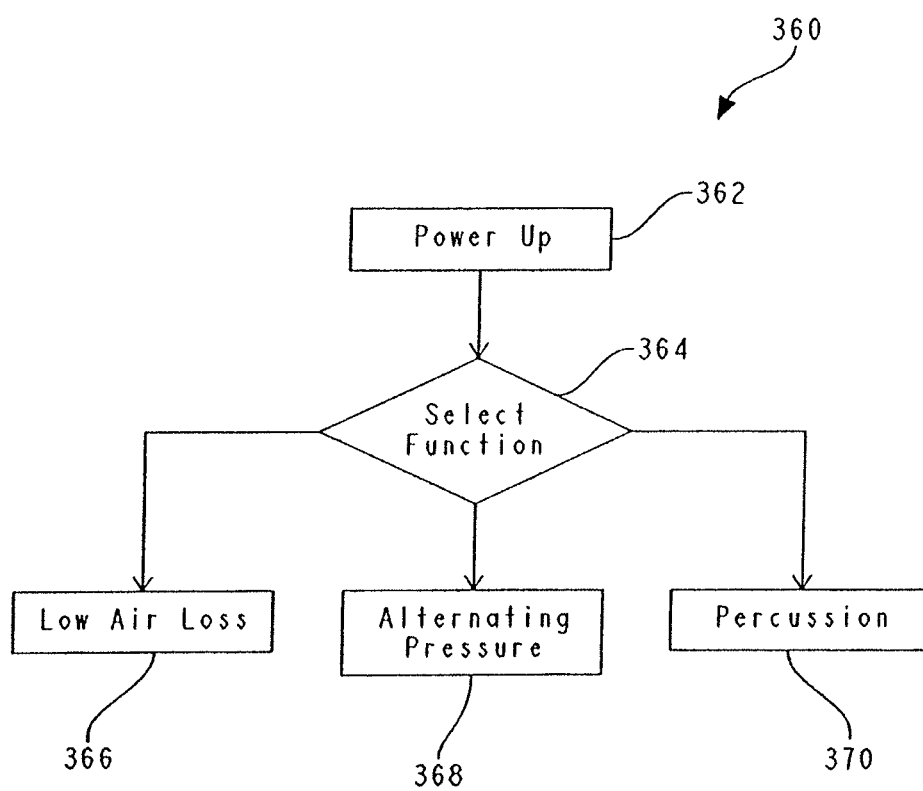 360
362
Power Up
364
Select
Function
Low Air Loss
Alternating
Pressure
Percussion
366
368
370